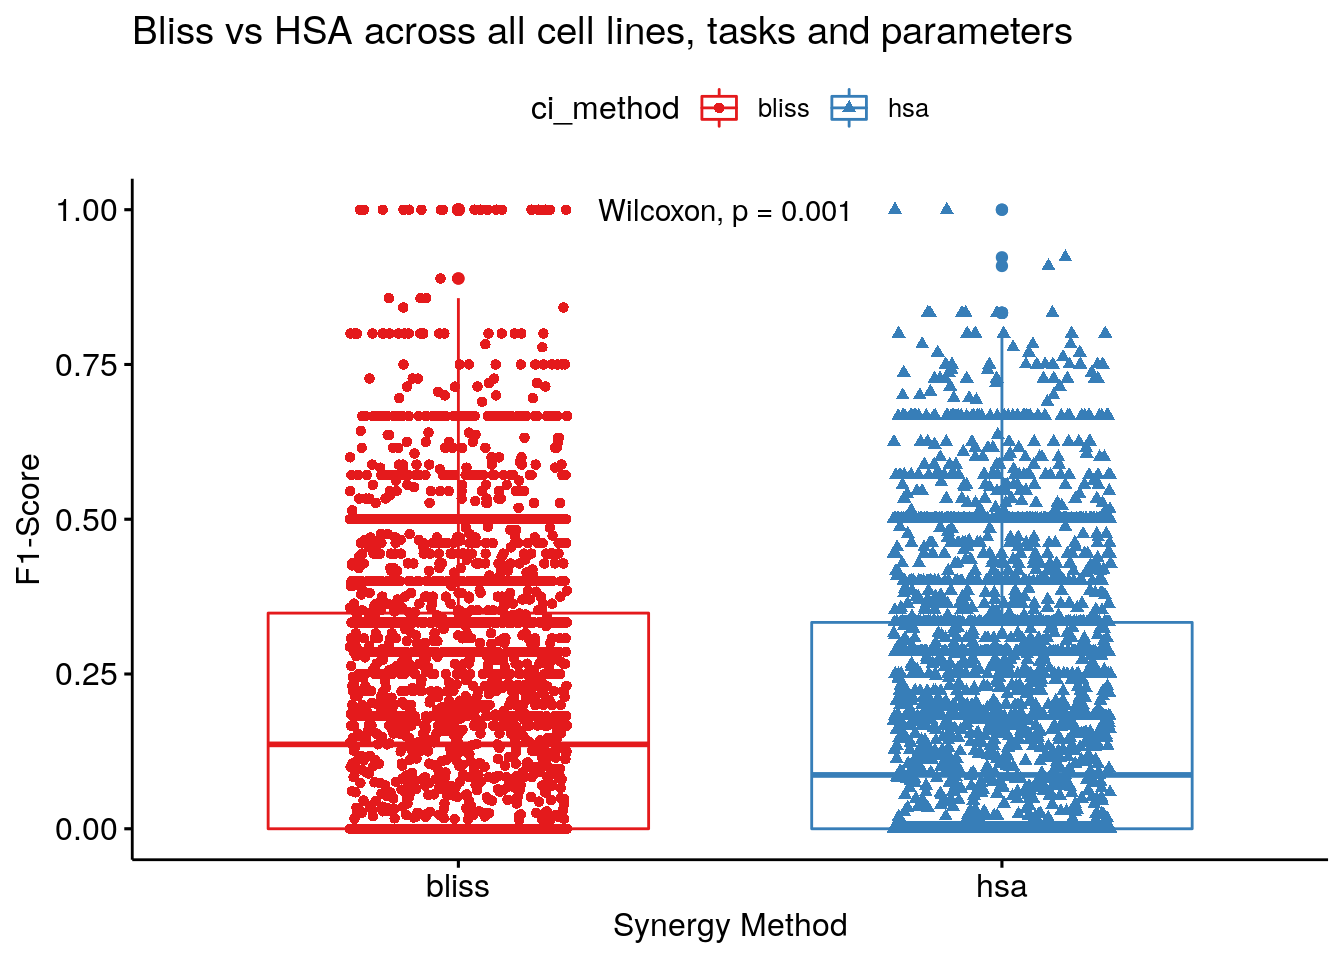 Bliss vs HSA across all cell lines, tasks and parameters
ci_method bliss hsa
1.00
0.75
0.50
0.25
0.00
F1-Score
Wilcoxon, p = 0.001
bliss hsa
Synergy Method